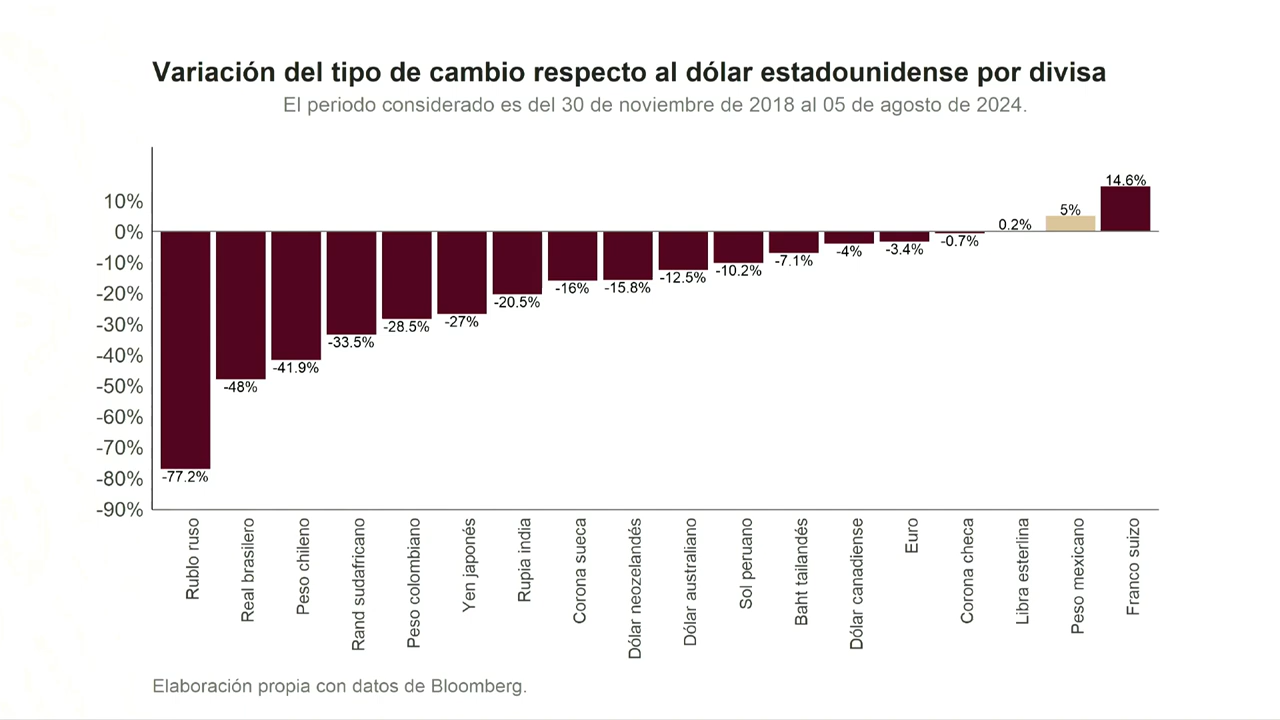 Variación del tipo de cambio respecto al dólar estadounidense por divisa
El periodo considerado es del 30 de noviembre de 2018 al 05 de agosto de 2024.
10%
0%
-10%
-20%
-30%
-40%
-50%
-60%
-70%
-80%
-90%
-77.2%
-48%
-41.9%
-33.5%
-28.5%
-27%
-20.5%
-16%
-15.8%
-12.5%
-10.2%
-7.1%
-4%
-3.4%
-0.7%
0.2%
5%
14.6%
Rublo ruso
Real brasilero
Peso chileno
Rand sudafricano
Peso colombiano
Yen japonés
Rupia india
Corona sueca
Dólar neozelandés
Dólar australiano
Sol peruano
Baht tailandés
Dólar canadiense
Euro
Corona checa
Libra esterlina
Peso mexicano
Franco suizo
Elaboración propia con datos de Bloomberg.